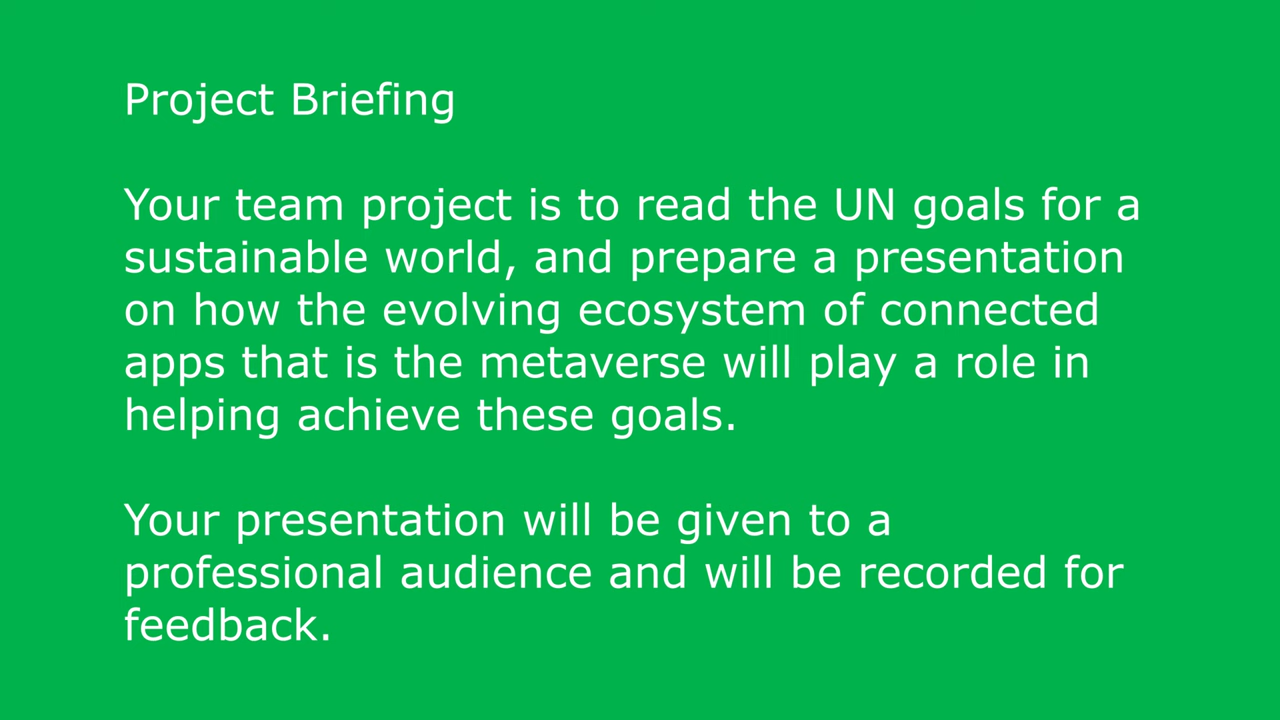 Project Briefing
Your team project is to read the UN goals for a
sustainable world, and prepare a presentation
on how the evolving ecosystem of connected
apps that is the metaverse will play a role in
helping achieve these goals.
Your presentation will be given to a
professional audience and will be recorded for
feedback.